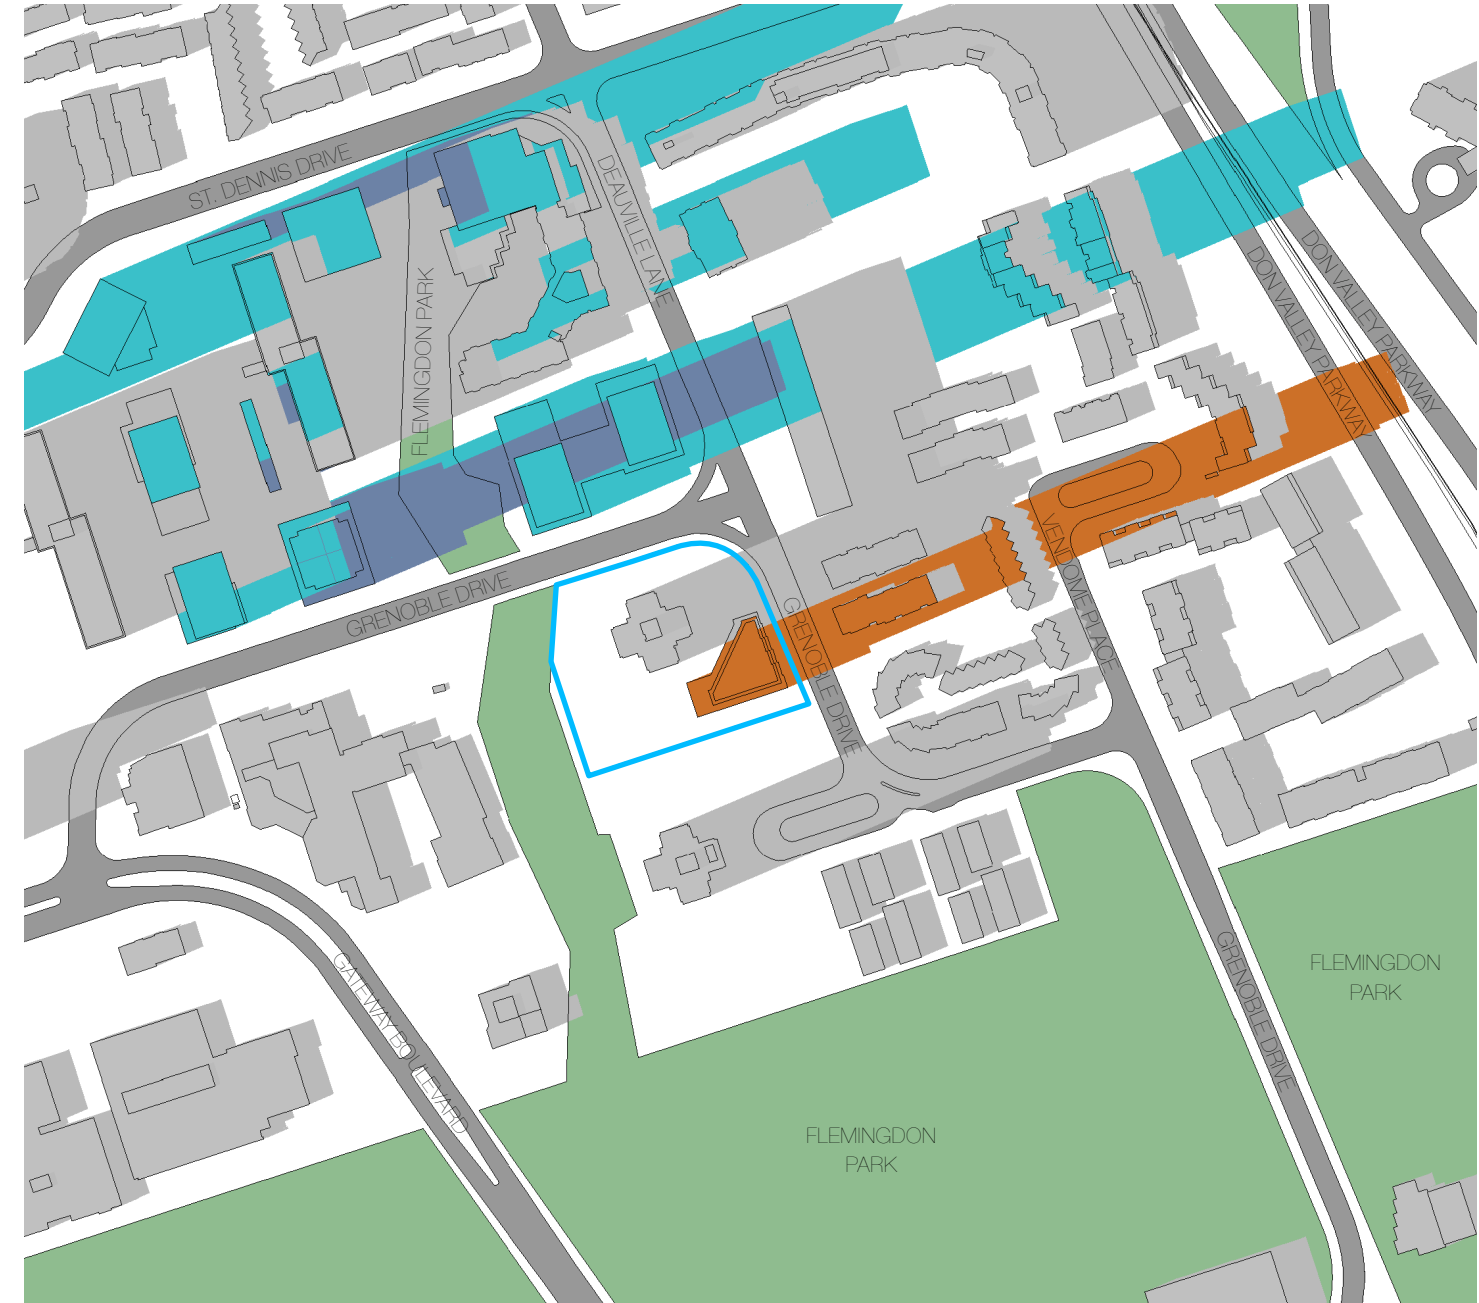 ST. DENNIS DRIVE
DEAUVILLE LANE
FLEMINGDON PARK
DON VALLEY PARKWAY
DON VALLEY PARKWAY
GRENOBLE DRIVE
GRENOBLE DRIVE
VENDOME PLACE
GATEWAY BOULEVARD
GRENOBLE DRIVE
FLEMINGDON
PARK
FLEMINGDON
PARK